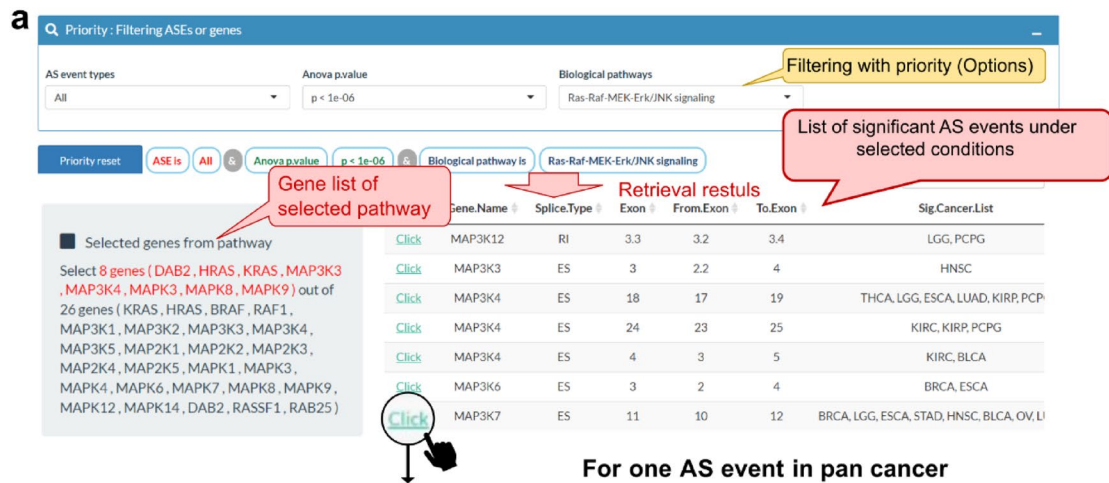 a
Priority : Filtering ASEs or genes
AS event types
Anova p.value
Biological pathways
All
p < 1e-06
Ras-Raf-MEK-Erk/JNK signaling
Filtering with priority (Options)
List of significant AS events under
selected conditions
Priority reset ASE is All & Anova p.value p < 1e-06 & Biological pathway is Ras-Raf-MEK-Erk/JNK signaling
Gene list of
selected pathway
Retrieval restuls
Gene.Name Splice.Type Exon From.Exon To.Exon Sig.Cancer.List
Selected genes from pathway
Select 8 genes ( DAB2 , HRAS , KRAS , MAP3K3
, MAP3K4 , MAPK3 , MAPK8 , MAPK9 ) out of
26 genes ( KRAS , HRAS , BRAF , RAF1 ,
MAP3K1 , MAP3K2 , MAP3K3 , MAP3K4 ,
MAP3K5 , MAP2K1 , MAP2K2 , MAP2K3 ,
MAP2K4 , MAP2K5 , MAPK1 , MAPK3 ,
MAPK4 , MAPK6 , MAPK7 , MAPK8 , MAPK9 ,
MAPK12 , MAPK14 , DAB2 , RASSF1 , RAB25 )
Click MAP3K12 RI 3.3 3.2 3.4 LGG, PCPG
Click MAP3K3 ES 3 2.2 4 HNSC
Click MAP3K4 ES 18 17 19 THCA, LGG, ESCA, LUAD, KIRP, PCP
Click MAP3K4 ES 24 23 25 KIRC, KIRP, PCPG
Click MAP3K4 ES 4 3 5 KIRC, BLCA
Click MAP3K6 ES 3 2 4 BRCA, ESCA
Click MAP3K7 ES 11 10 12 BRCA, LGG, ESCA, STAD, HNSC, BLCA, OV, L
For one AS event in pan cancer